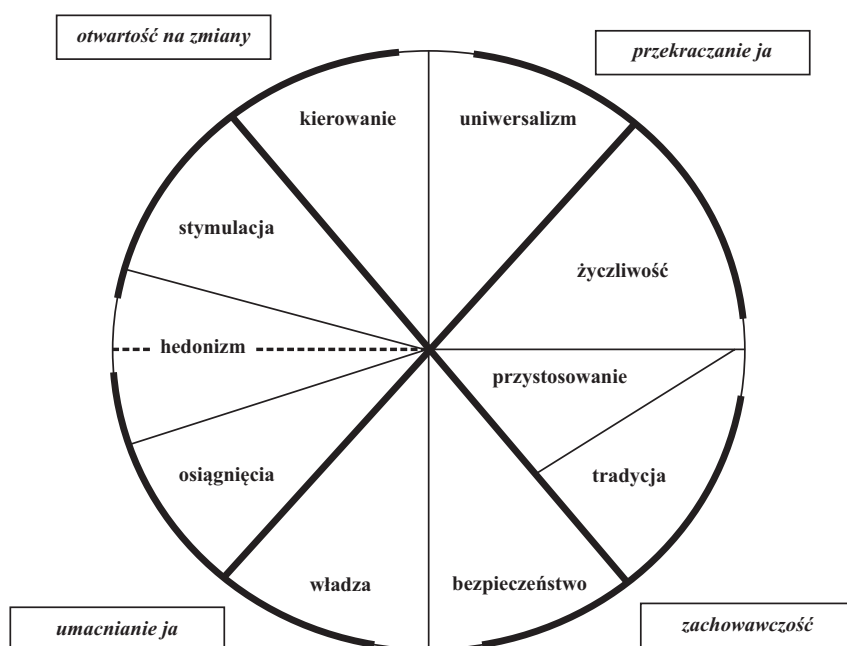 otwartość na zmiany
przekraczanie ja
kierowanie
uniwersalizm
stymulacja
życzliwość
hedonizm
przystosowanie
osiągnięcia
tradycja
władza
bezpieczeństwo
umacnianie ja
zachowawczość